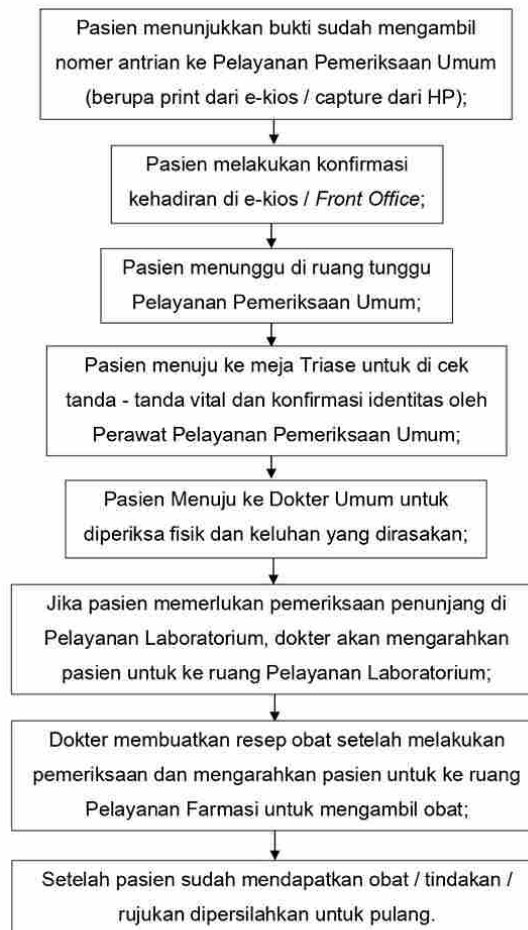 Pasien menunjukkan bukti sudah mengambil
nomer antrian ke Pelayanan Pemeriksaan Umum
(berupa print dari e-kios / capture dari HP);
Pasien melakukan konfirmasi
kehadiran di e-kios / Front Office;
Pasien menunggu di ruang tunggu
Pelayanan Pemeriksaan Umum;
Pasien menuju ke meja Triase untuk di cek
tanda - tanda vital dan konfirmasi identitas oleh
Perawat Pelayanan Pemeriksaan Umum;
Pasien Menuju ke Dokter Umum untuk
diperiksa fisik dan keluhan yang dirasakan;
Jika pasien memerlukan pemeriksaan penunjang di
Pelayanan Laboratorium, dokter akan mengarahkan
pasien untuk ke ruang Pelayanan Laboratorium;
Dokter membuatkan resep obat setelah melakukan
pemeriksaan dan mengarahkan pasien untuk ke ruang
Pelayanan Farmasi untuk mengambil obat;
Setelah pasien sudah mendapatkan obat / tindakan /
rujukan dipersilahkan untuk pulang.